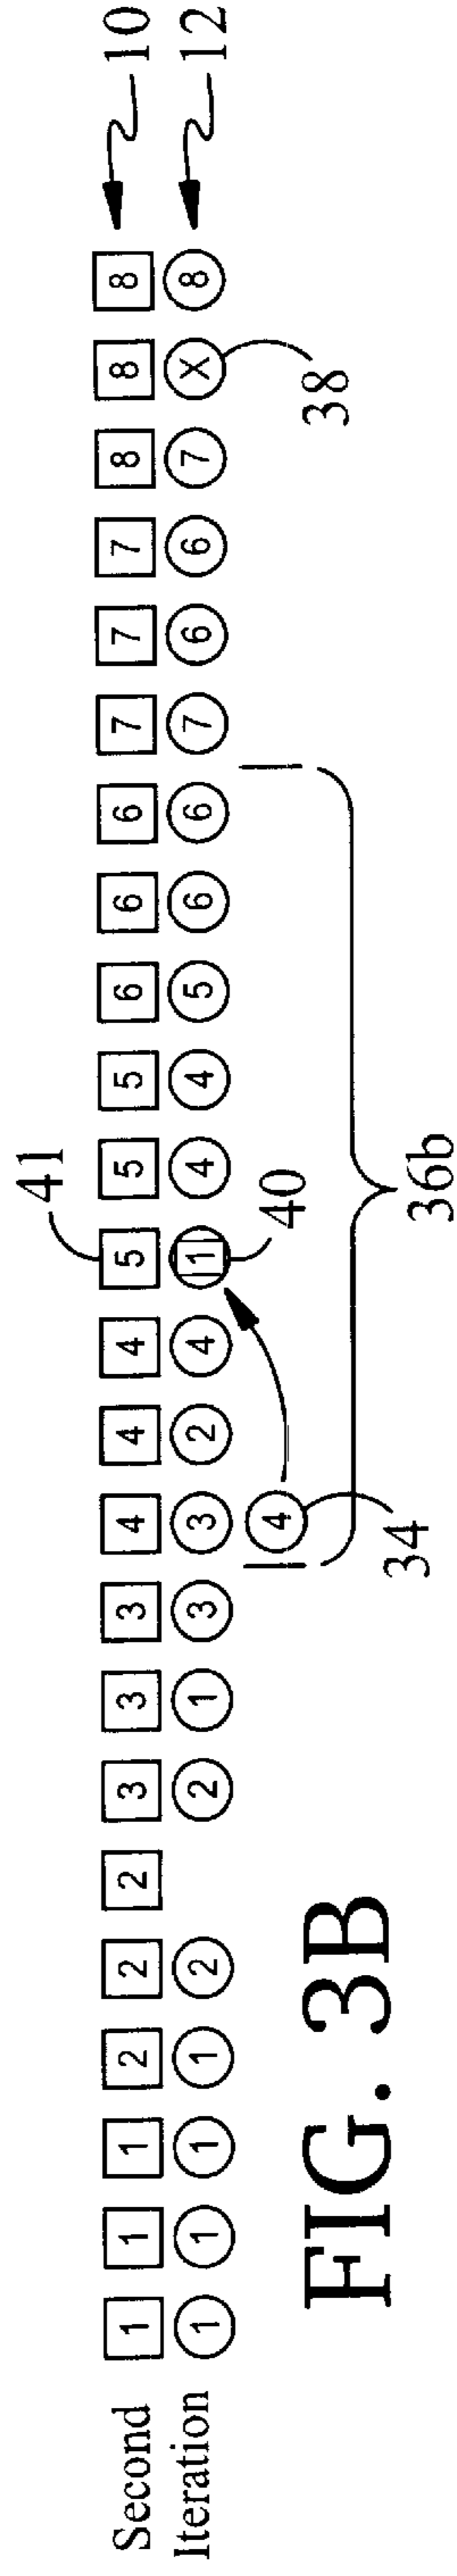 41
Second 1 1 1 2 2 2 3 3 3 4 4 4 5 5 5 6 6 6 7 7 7 8 8 8 10
Iteration 1 1 1 1 2 2 1 3 3 2 4 1 4 4 5 6 6 7 6 6 7 X 8 12
4 40
34 38
36b
FIG. 3B